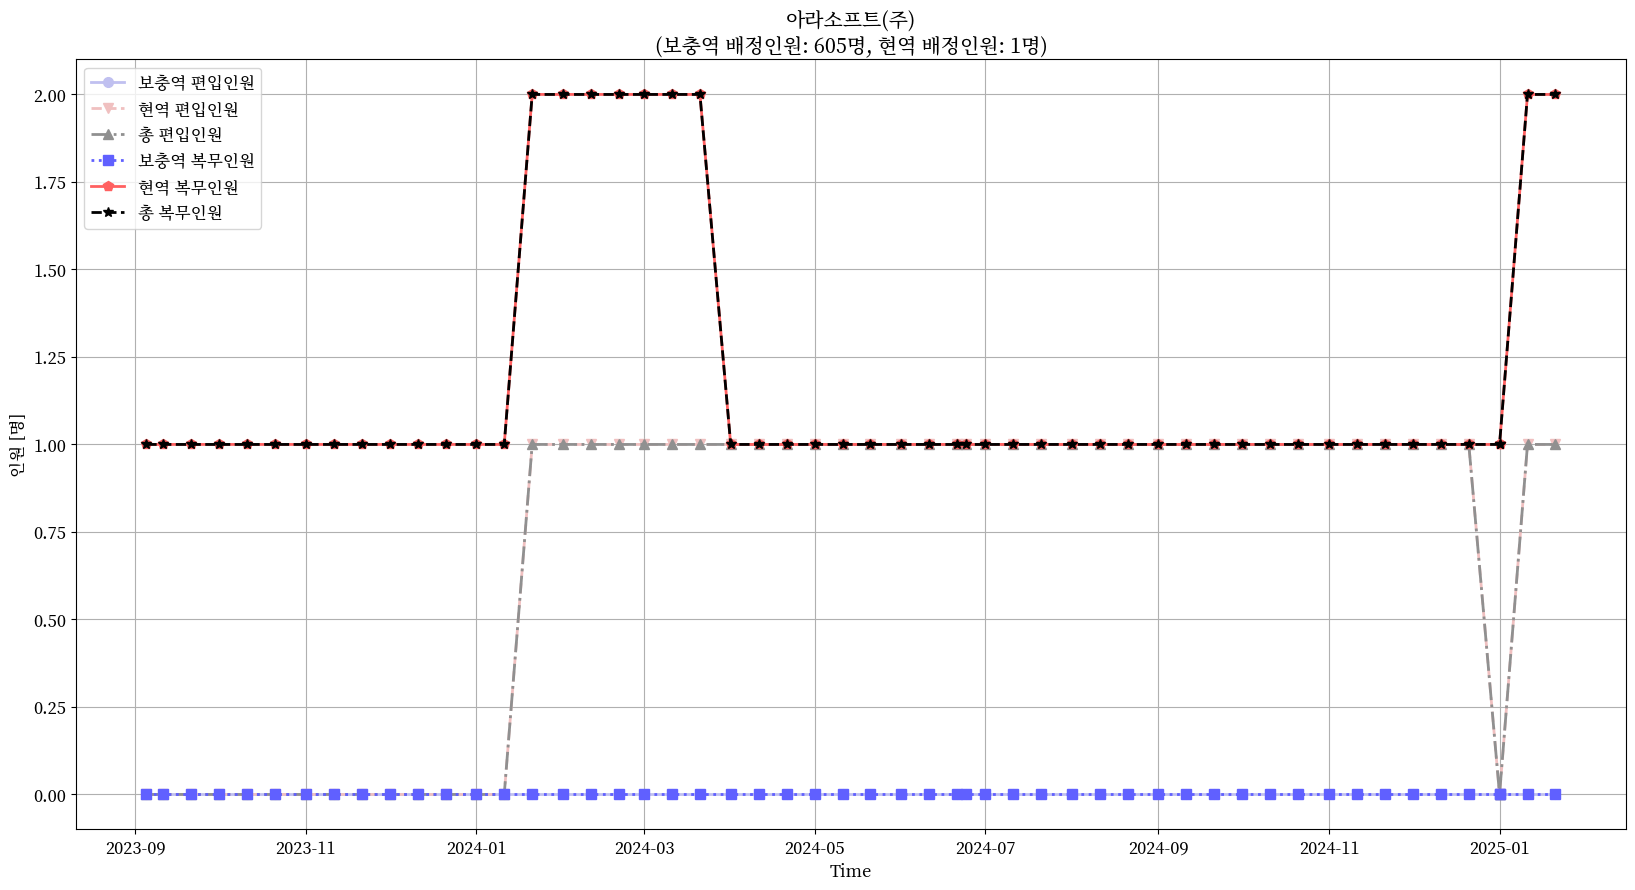 아라소프트(주)
(보충역 배정인원: 605명, 현역 배정인원: 1명)
보충역 편입인원
현역 편입인원
총 편입인원
보충역 복무인원
현역 복무인원
총 복무인원
2.00
1.75
1.50
1.25
1.00
0.75
0.50
0.25
0.00
인원 [명]
2023-09 2023-11 2024-01 2024-03 2024-05 2024-07 2024-09 2024-11 2025-01
Time